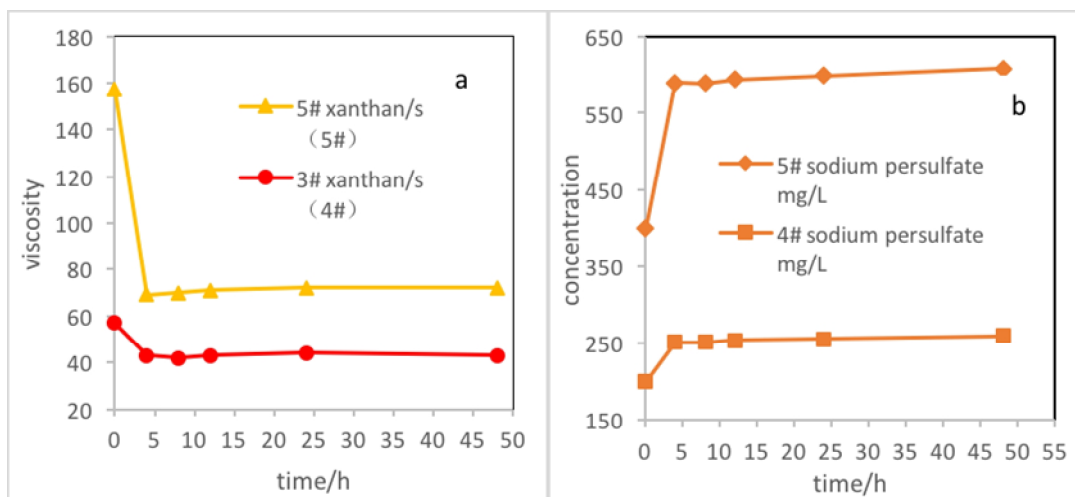 180
160
140
120
100
80
60
40
20
viscosity
a
5# xanthan/s
（5#）
3# xanthan/s
（4#）
0 5 10 15 20 25 30 35 40 45 50
time/h
650
550
450
350
250
150
concentration
b
5# sodium persulfate
mg/L
4# sodium persulfate
mg/L
0 5 10 15 20 25 30 35 40 45 50 55
time/h